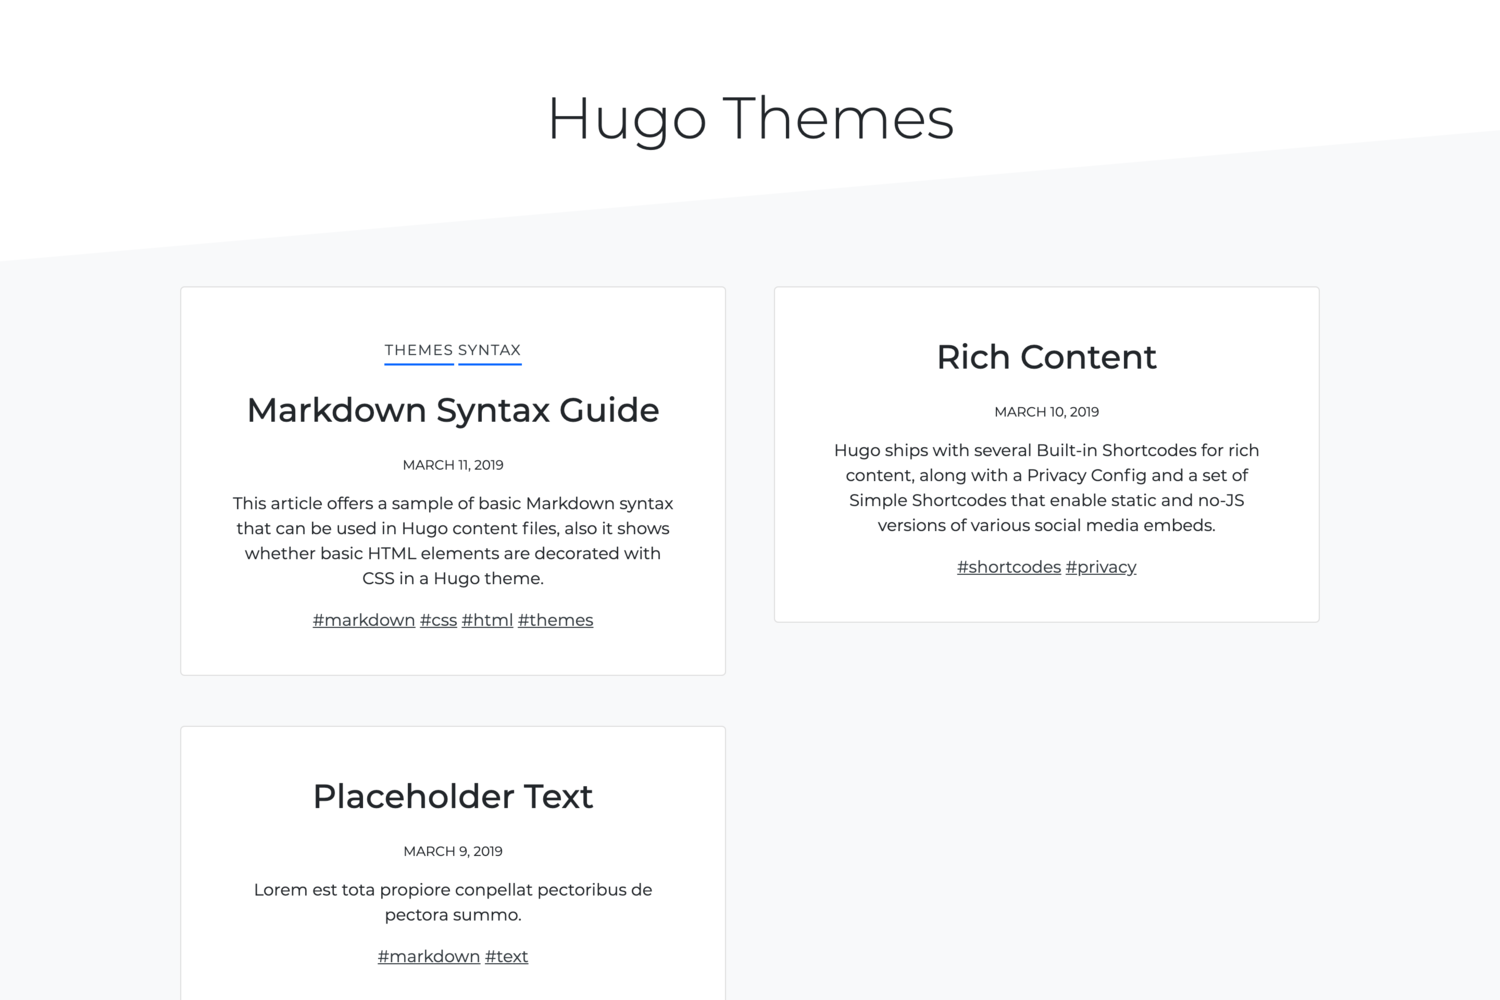 Hugo Themes
THEMES SYNTAX
Markdown Syntax Guide
MARCH 11, 2019
This article offers a sample of basic Markdown syntax
that can be used in Hugo content files, also it shows
whether basic HTML elements are decorated with
CSS in a Hugo theme.
#markdown #css #html #themes
Rich Content
MARCH 10, 2019
Hugo ships with several Built-in Shortcodes for rich
content, along with a Privacy Config and a set of
Simple Shortcodes that enable static and no-JS
versions of various social media embeds.
#shortcodes #privacy
Placeholder Text
MARCH 9, 2019
Lorem est tota propiore conpellat pectoribus de
pectora summo.
#markdown #text